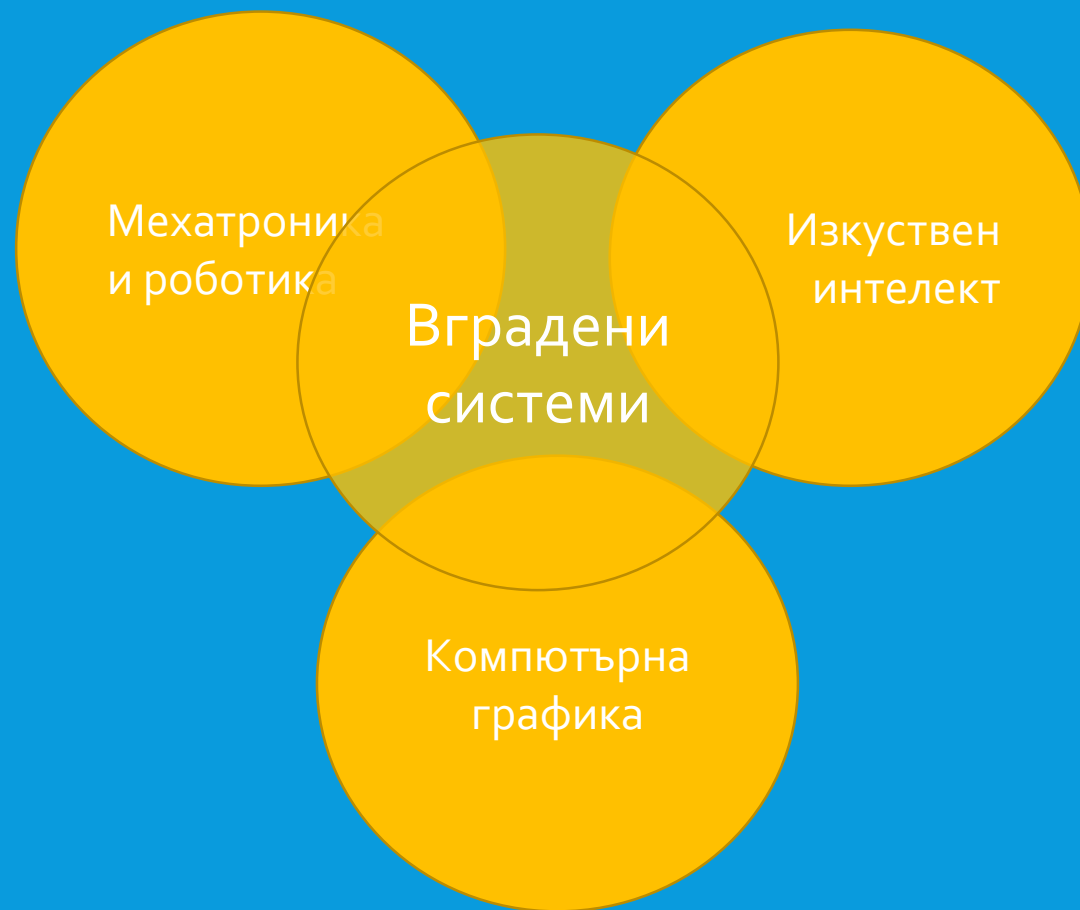 Мехатроника
и роботика
Изкуствен
интелект
Вградени
системи
Компютърна
графика